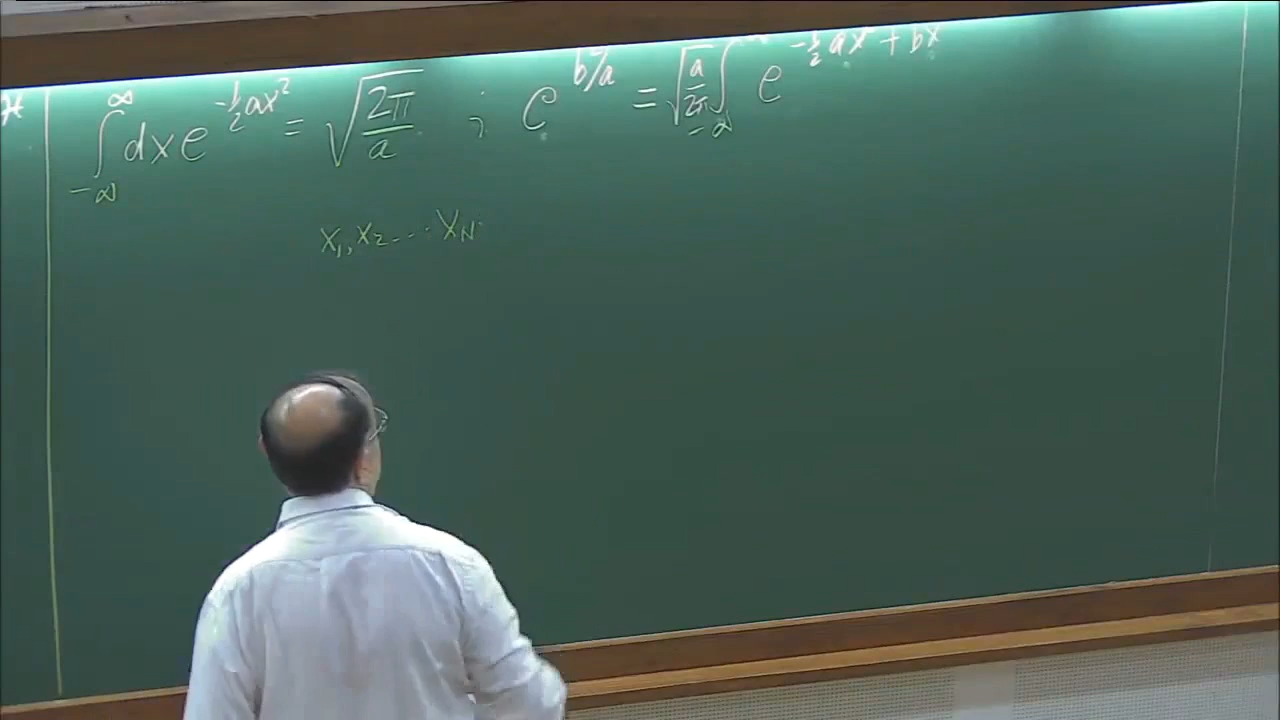 ∫_{-∞}^{∞} dx e^{-½ax²} = √(2π/a) ; e^{b/a} = √(a/2π) ∫_{-∞} e^{-½ax² + bx}
x₁, x₂ .... x_N